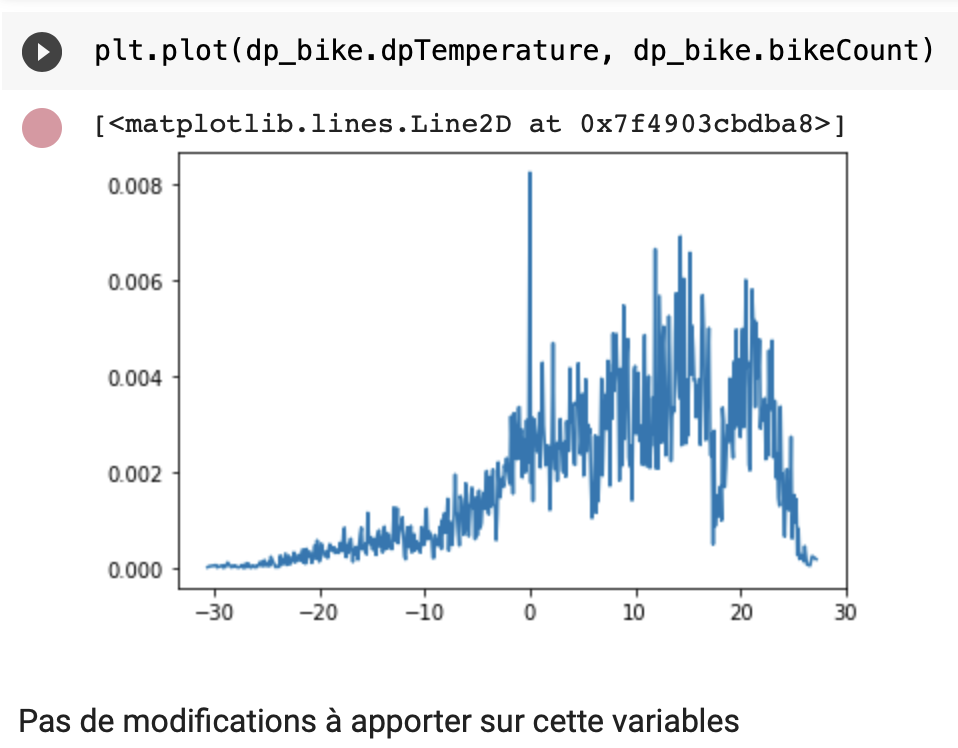 plt.plot(dp_bike.dpTemperature, dp_bike.bikeCount)
[<matplotlib.lines.Line2D at 0x7f4903cbdba8>]
0.008
0.006
0.004
0.002
0.000
−30 −20 −10 0 10 20 30
Pas de modifications à apporter sur cette variables